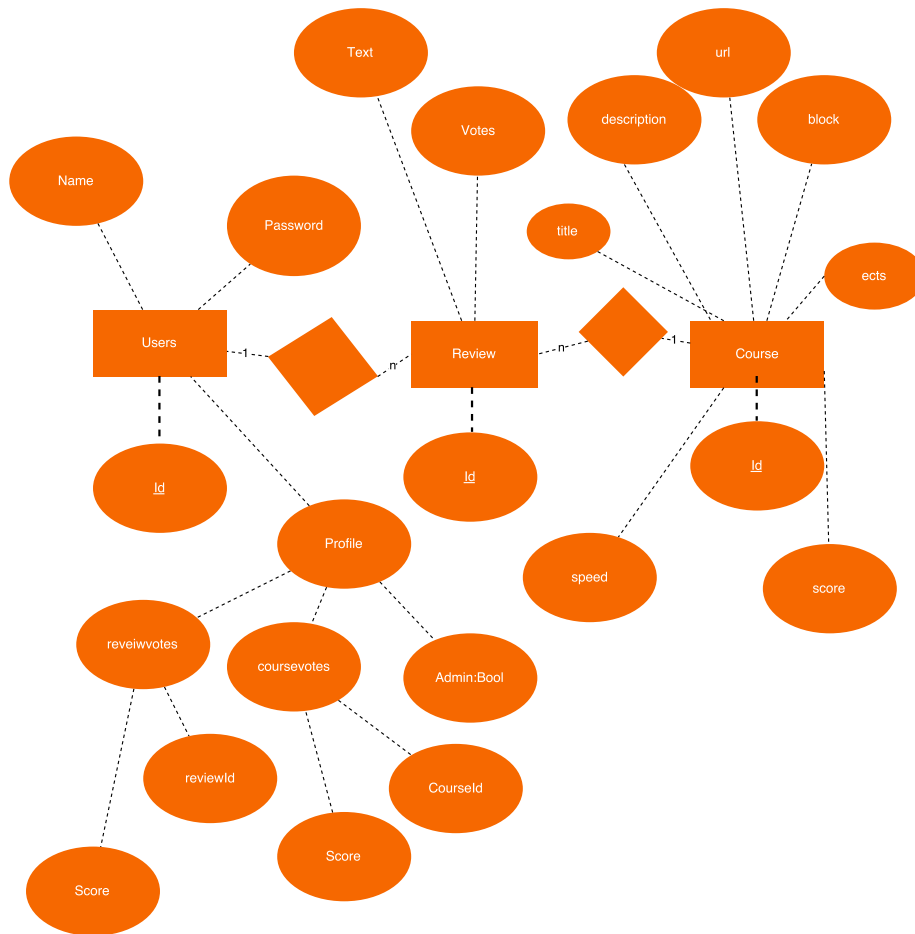 Text
url
Votes
description
block
Name
Password
title
ects
Users
1
n
Review
n
1
Course
Id
Id
Id
Profile
speed
score
reveiwvotes
coursevotes
Admin:Bool
reviewId
CourseId
Score
Score